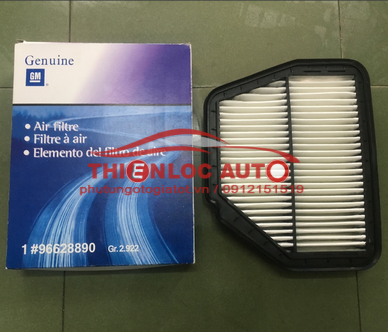 Genuine
GM
• Air filtre
• Filtre à air
• Elemento del filtro de aire
THIENLOC AUTO
phutungotogiatot.vn / 0912151519
1 #96628890 Gr.2.922